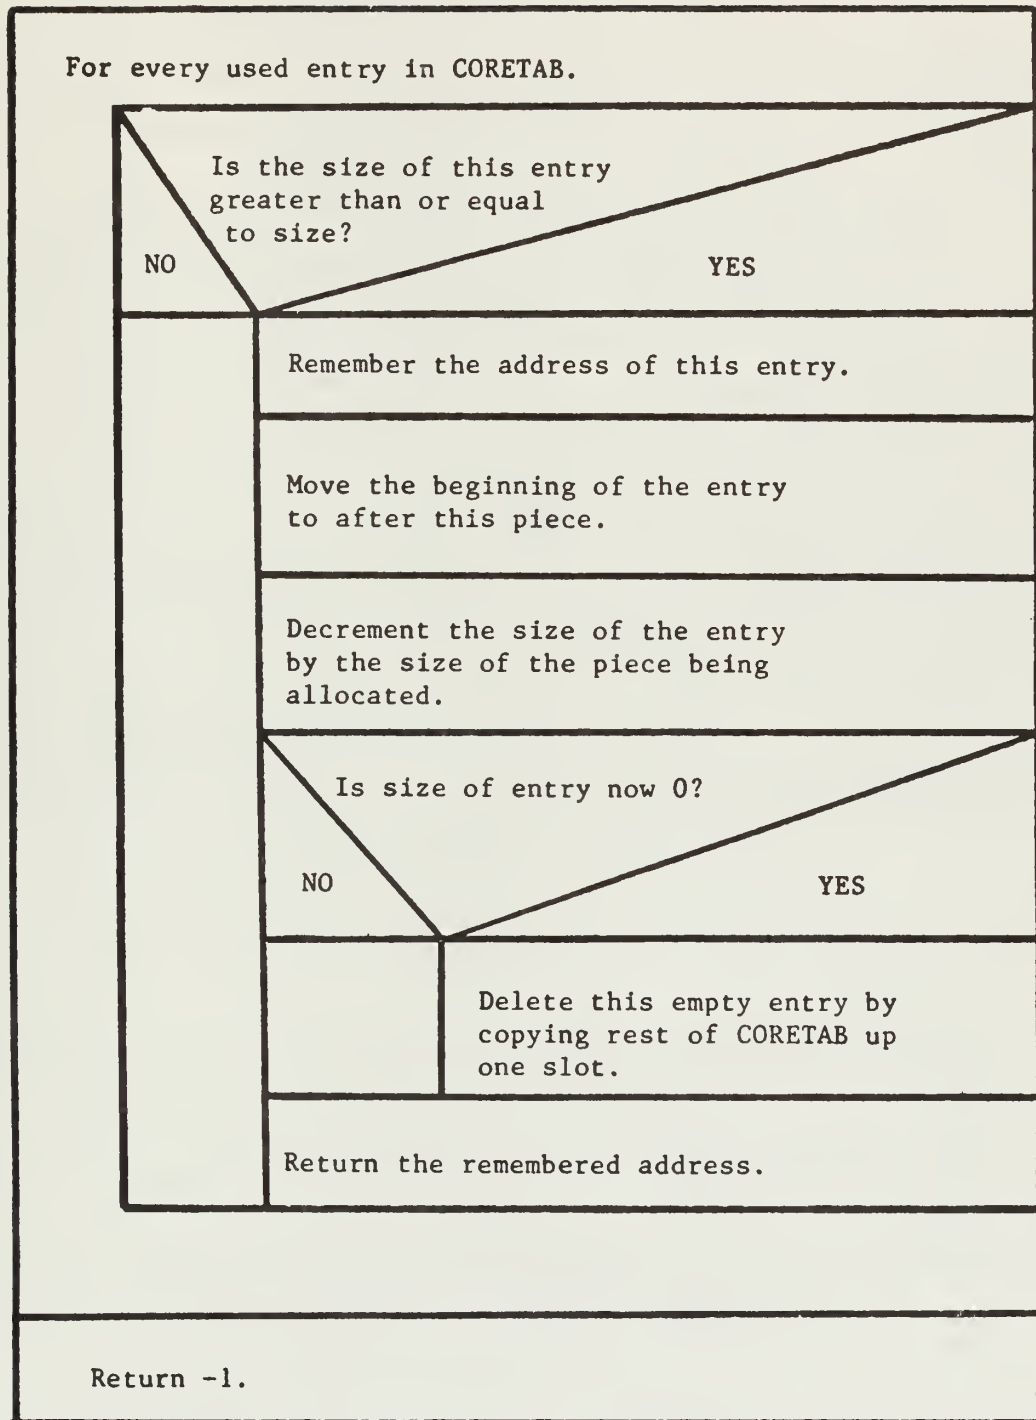 For every used entry in CORETAB.
Is the size of this entry
greater than or equal
to size?
NO
YES
Remember the address of this entry.
Move the beginning of the entry
to after this piece.
Decrement the size of the entry
by the size of the piece being
allocated.
Is size of entry now 0?
NO
YES
Delete this empty entry by
copying rest of CORETAB up
one slot.
Return the remembered address.
Return -1.